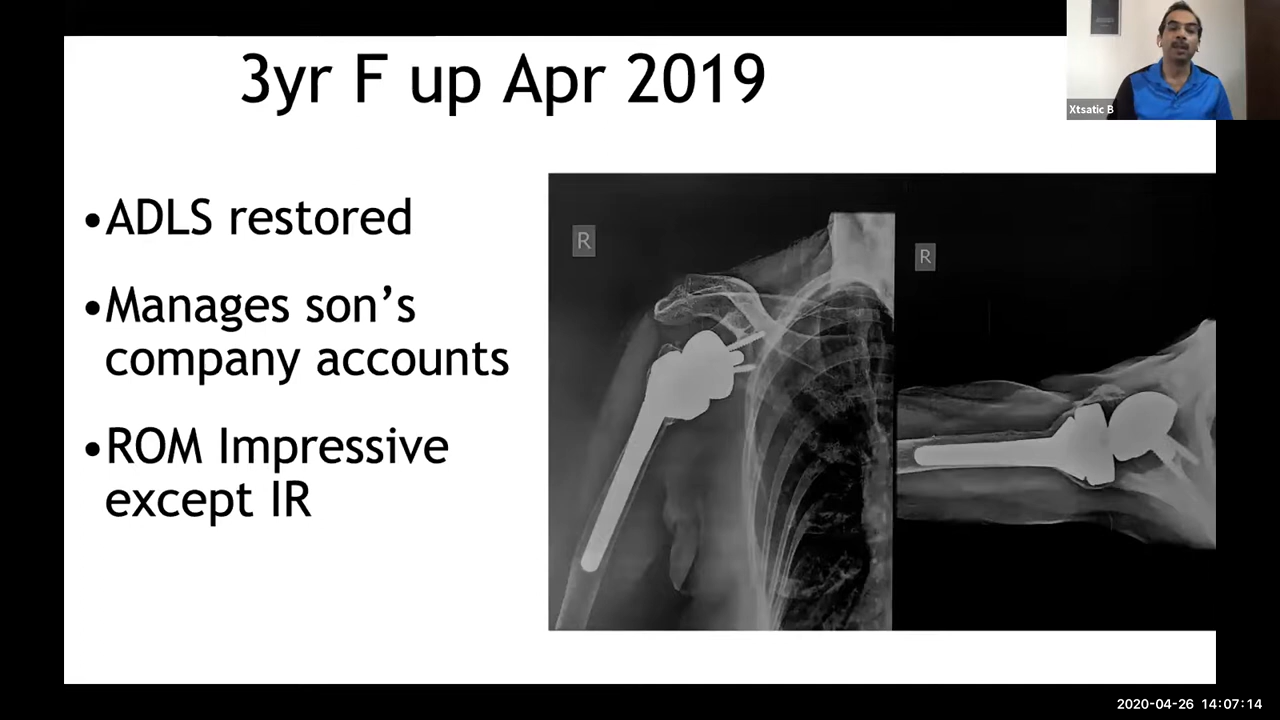 3yr F up Apr 2019
Xtsatic B
•ADLS restored
•Manages son's
company accounts
•ROM Impressive
except IR
R
R
2020-04-26 14:07:14